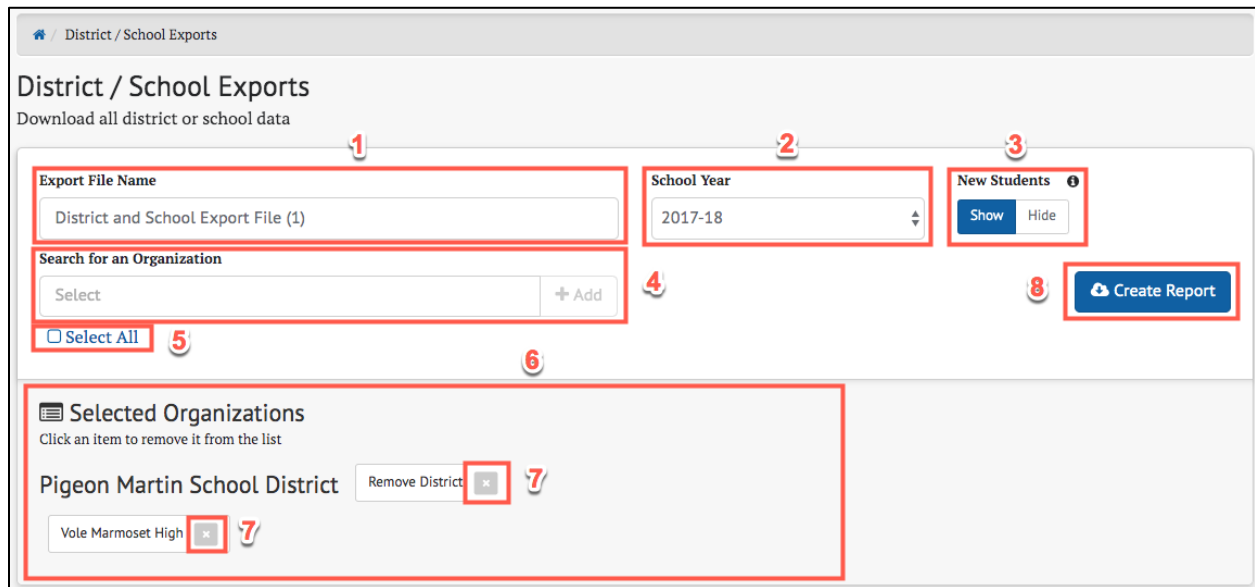 / District / School Exports
District / School Exports
Download all district or school data
1
2
3
Export File Name
School Year
New Students
District and School Export File (1)
2017-18
Show Hide
Search for an Organization
Select
+ Add
4
8
Create Report
Select All
5
6
Selected Organizations
Click an item to remove it from the list
Pigeon Martin School District
Remove District ×
7
Vole Marmoset High ×
7